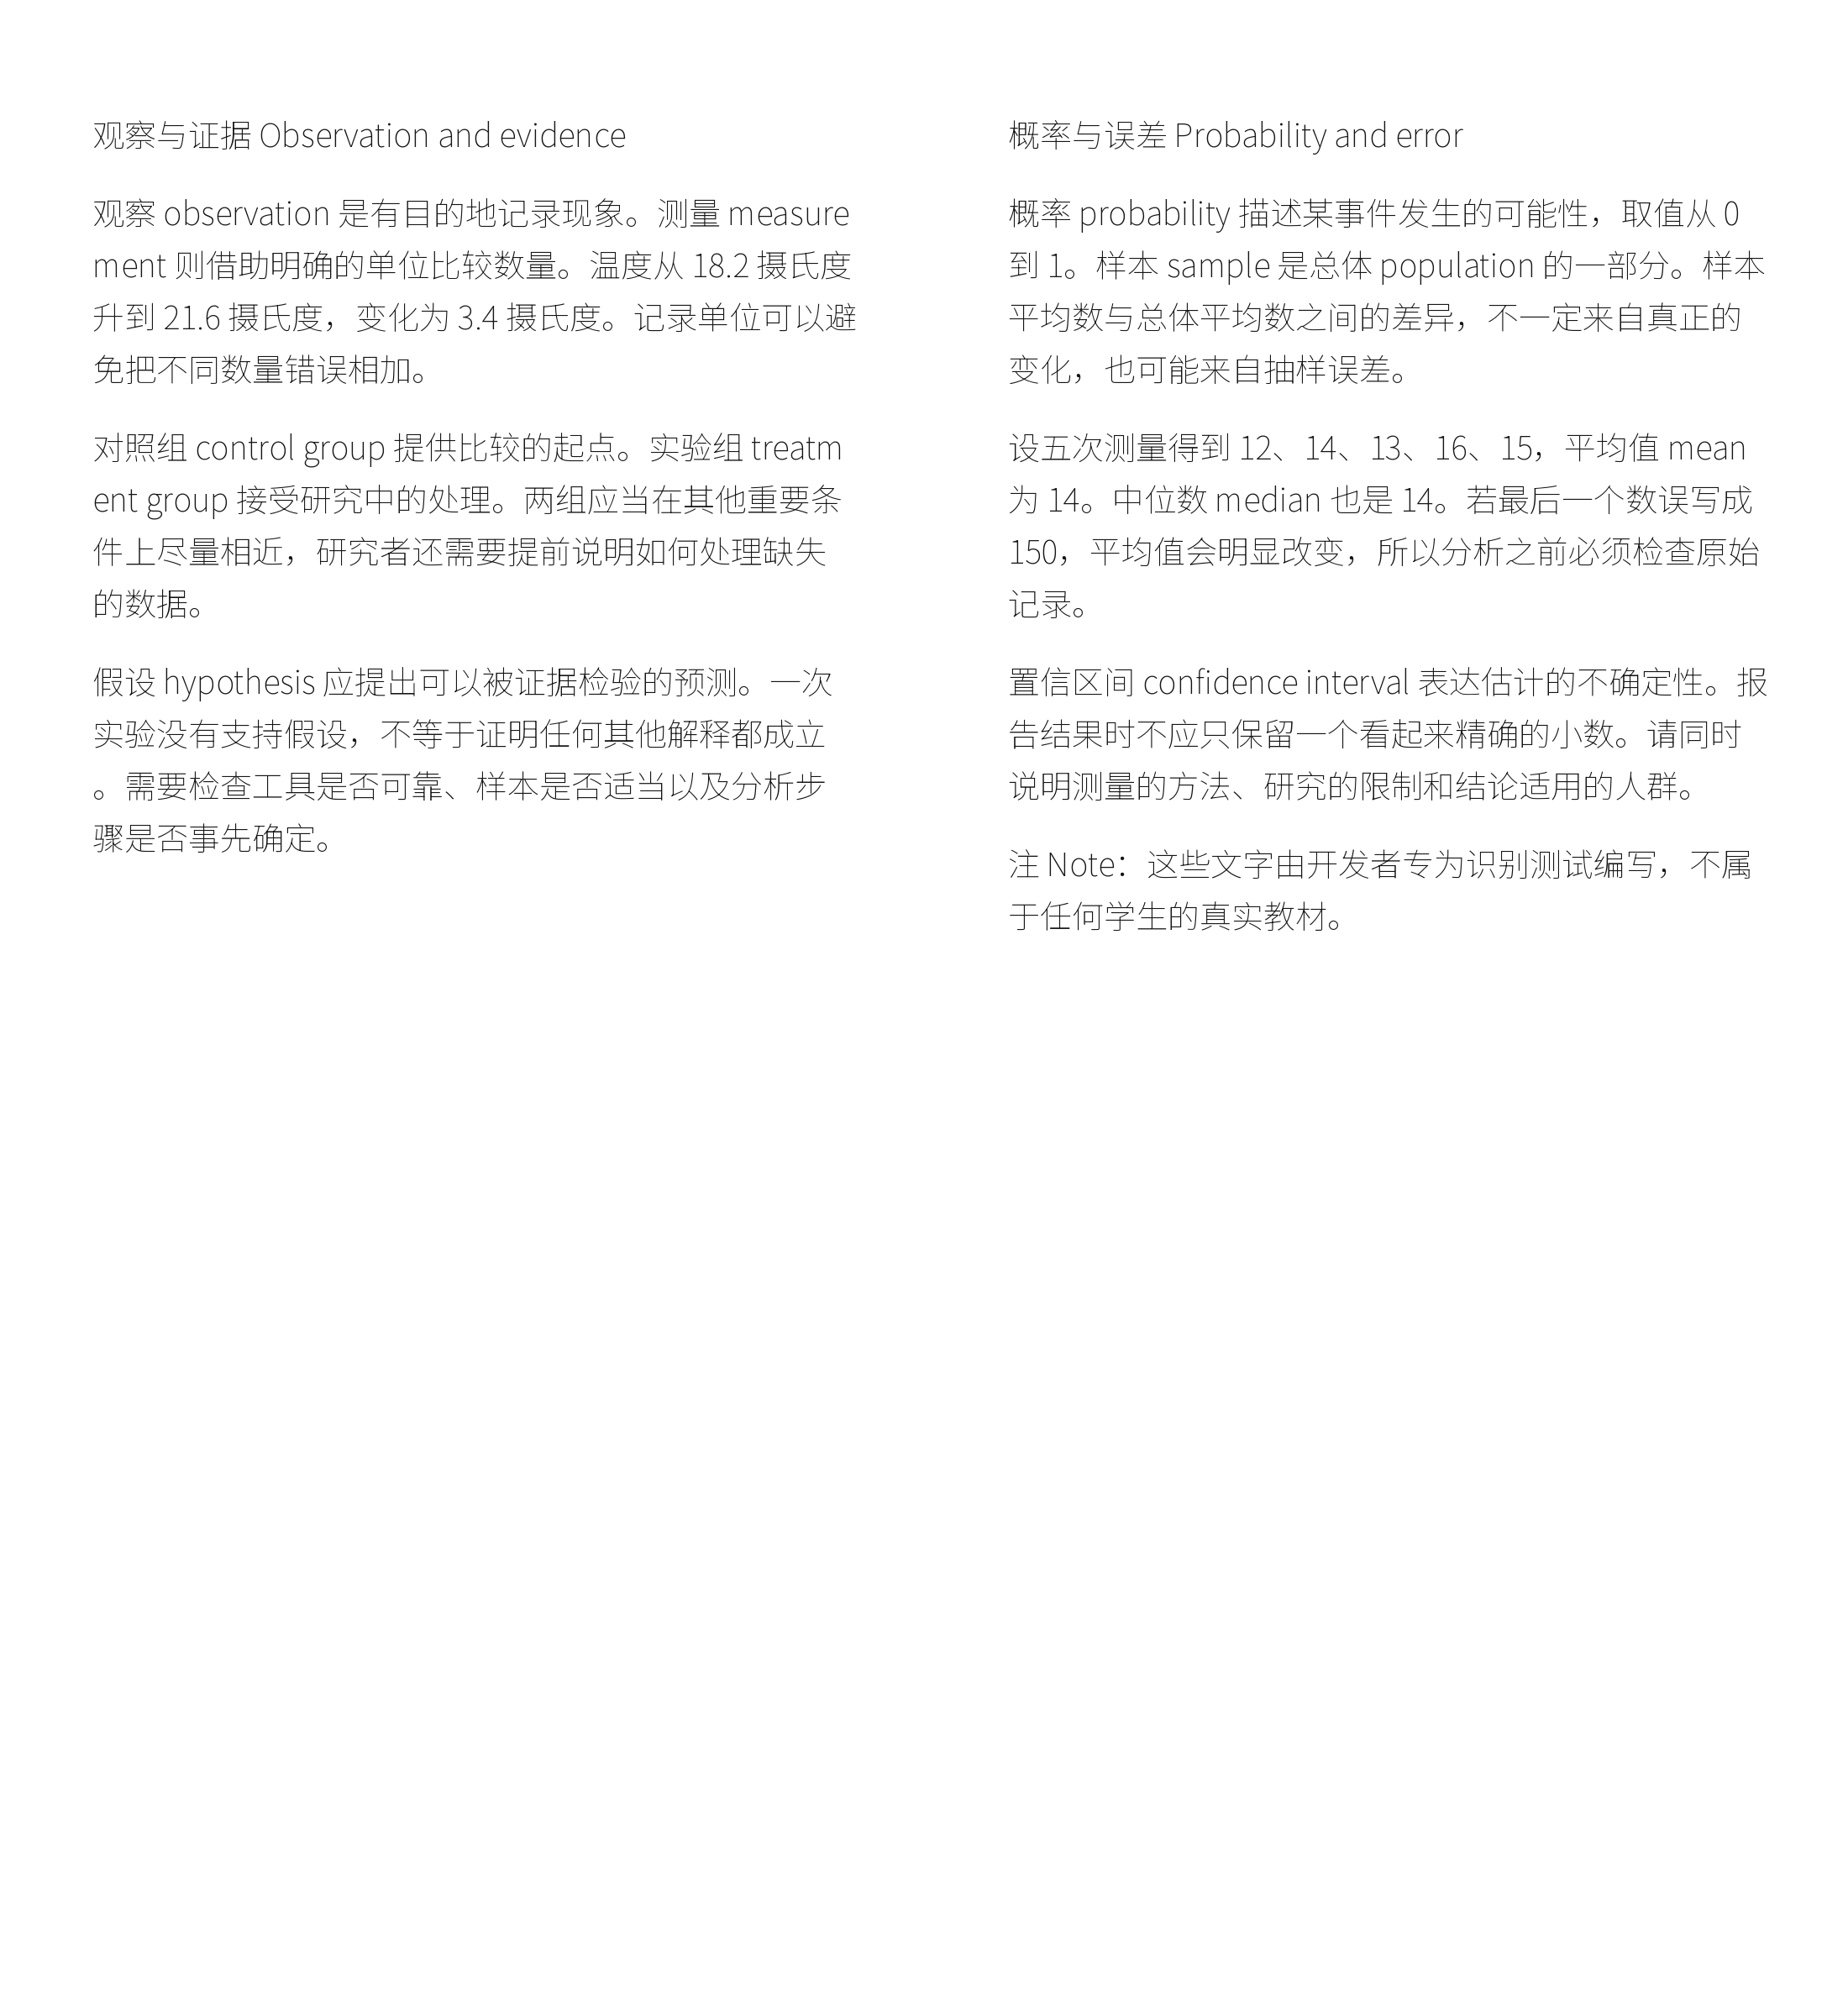 观察与证据 Observation and evidence
观察 observation 是有目的地记录现象。测量 measure
ment 则借助明确的单位比较数量。温度从 18.2 摄氏度
升到 21.6 摄氏度，变化为 3.4 摄氏度。记录单位可以避
免把不同数量错误相加。
对照组 control group 提供比较的起点。实验组 treatm
ent group 接受研究中的处理。两组应当在其他重要条
件上尽量相近，研究者还需要提前说明如何处理缺失
的数据。
假设 hypothesis 应提出可以被证据检验的预测。一次
实验没有支持假设，不等于证明任何其他解释都成立
。需要检查工具是否可靠、样本是否适当以及分析步
骤是否事先确定。
概率与误差 Probability and error
概率 probability 描述某事件发生的可能性，取值从 0
到 1。样本 sample 是总体 population 的一部分。样本
平均数与总体平均数之间的差异，不一定来自真正的
变化，也可能来自抽样误差。
设五次测量得到 12、14、13、16、15，平均值 mean
为 14。中位数 median 也是 14。若最后一个数误写成
150，平均值会明显改变，所以分析之前必须检查原始
记录。
置信区间 confidence interval 表达估计的不确定性。报
告结果时不应只保留一个看起来精确的小数。请同时
说明测量的方法、研究的限制和结论适用的人群。
注 Note：这些文字由开发者专为识别测试编写，不属
于任何学生的真实教材。